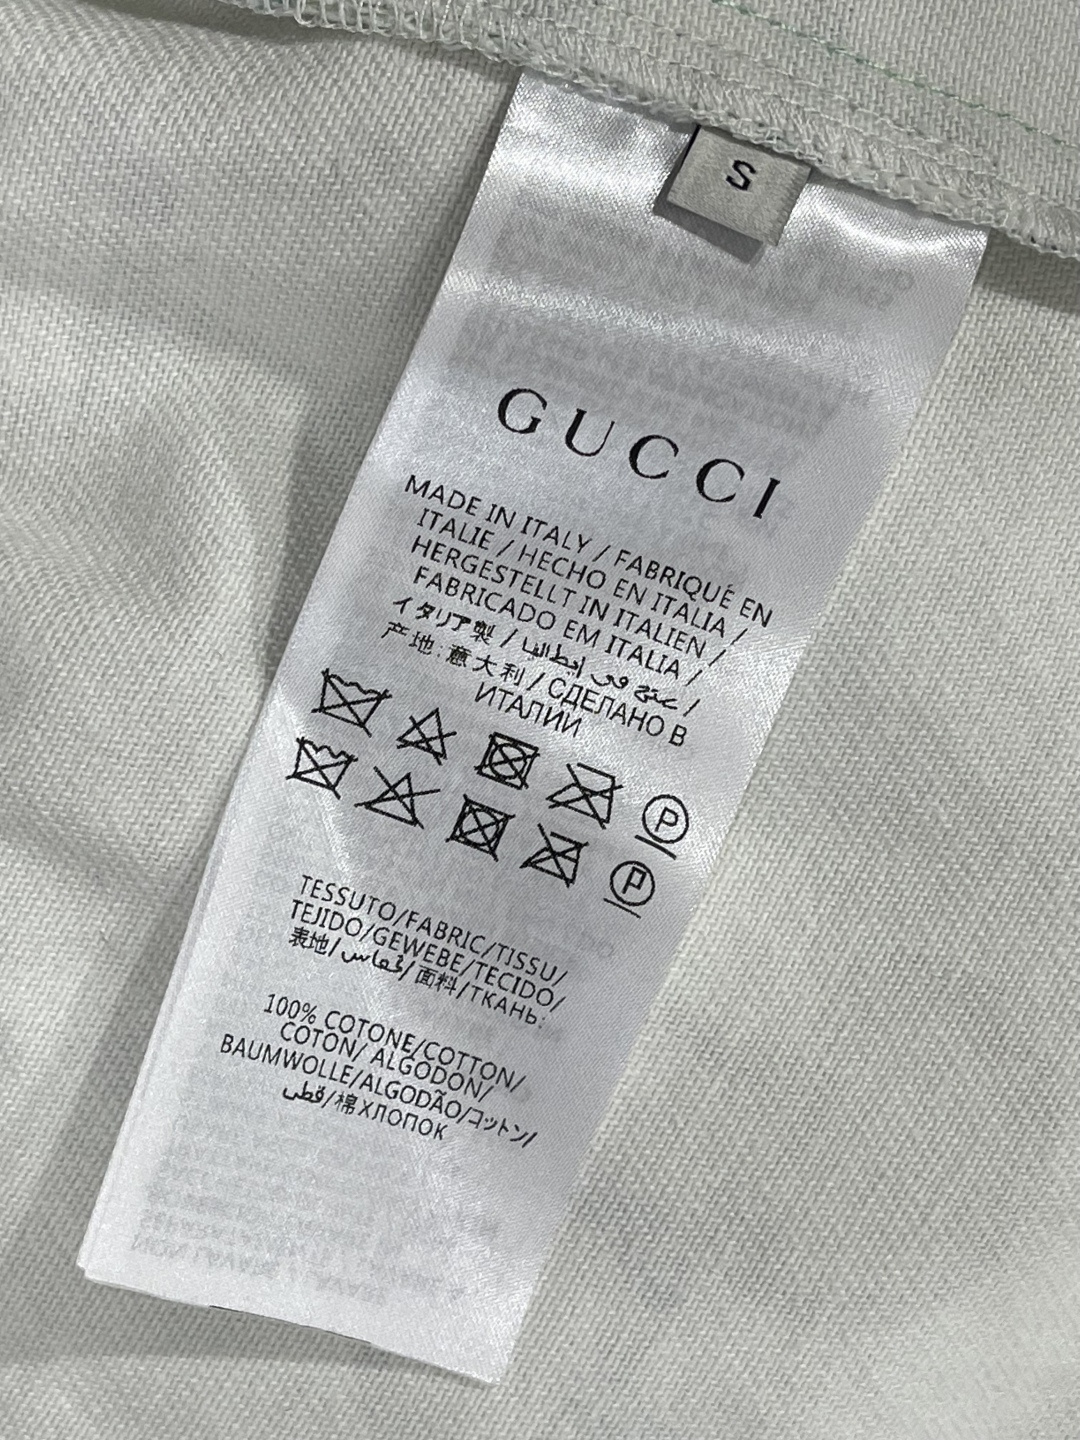 S
GUCCI
MADE IN ITALY / FABRIQUÉ EN
ITALIE / HECHO EN ITALIA /
HERGESTELLT IN ITALIEN /
FABRICADO EM ITALIA /
イタリア製 / صنع في إيطاليا /
产地: 意大利 / СДЕЛАНО В
ИТАЛИИ
P
P
TESSUTO/FABRIC/TISSU/
TEJIDO/GEWEBE/TECIDO/
表地/قماش/面料/ТКАНЬ:
100% COTONE/COTTON/
COTON/ ALGODON/
BAUMWOLLE/ALGODÃO/コットン/
قطن/棉 ХЛОПОК